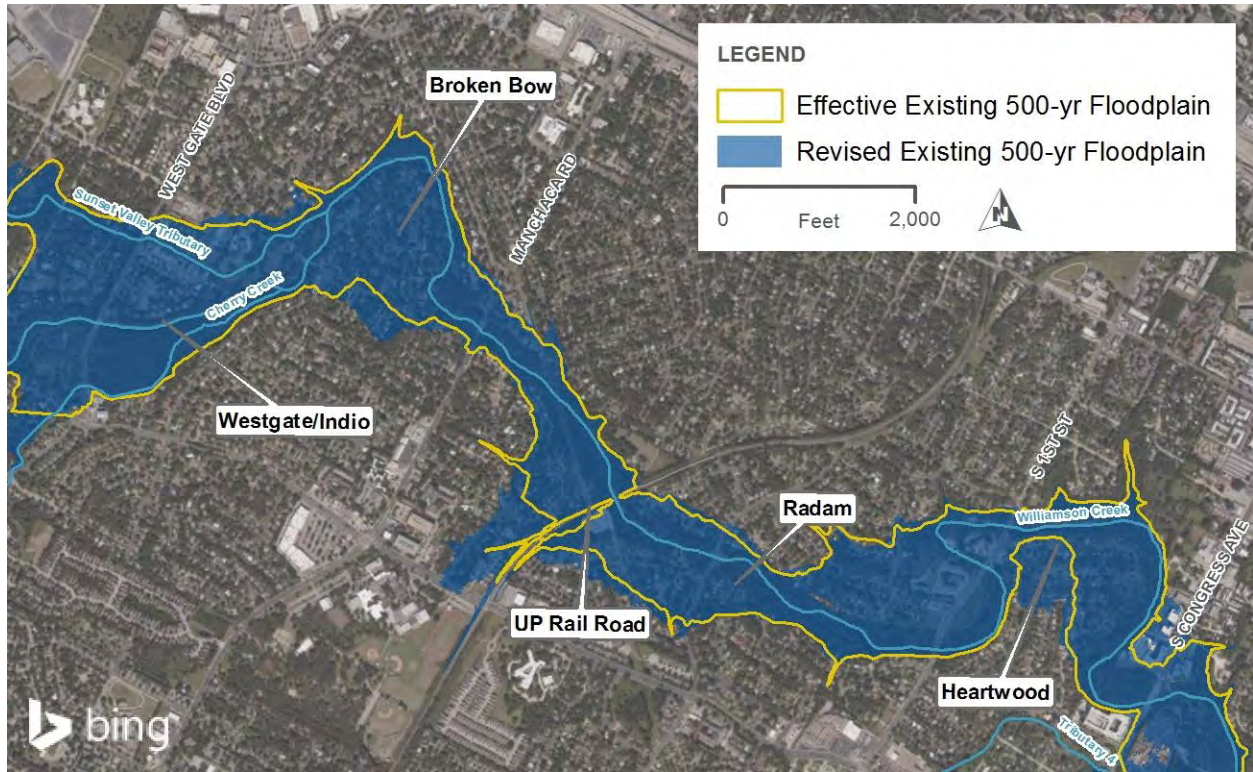 LEGEND
Effective Existing 500-yr Floodplain
Revised Existing 500-yr Floodplain
0 Feet 2,000
N
Broken Bow
WEST GATE BLVD
MANCHACA RD
Sunset Valley Tributary
Cherry Creek
Westgate/Indio
S 1ST ST
Radam
Williamson Creek
UP Rail Road
S CONGRESS AVE
Heartwood
Tributary 4
bing